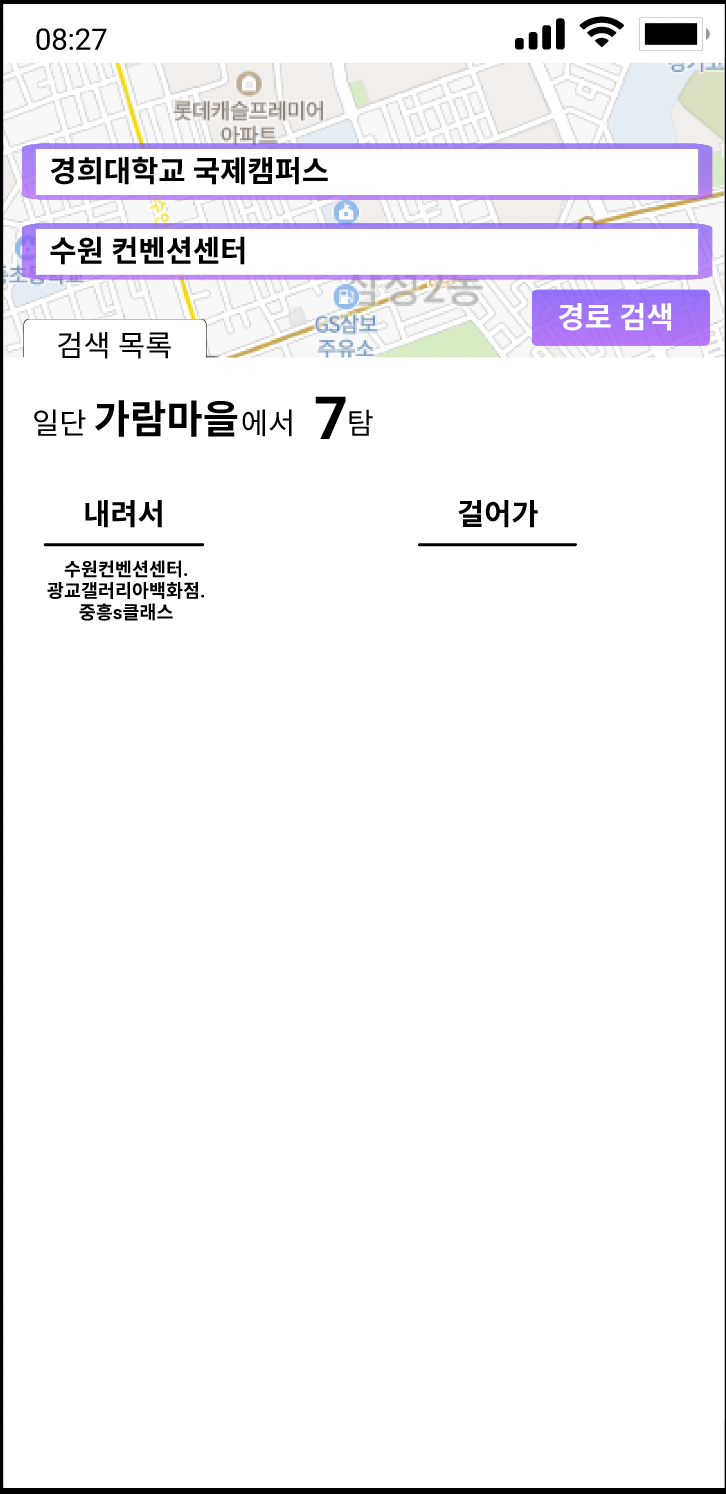 08:27
롯데캐슬프레미어
아파트
경희대학교 국제캠퍼스
수원 컨벤션센터
GS삼보
주유소
경로 검색
검색 목록
일단 가람마을에서 7탐
내려서
걸어가
수원컨벤션센터.
광교갤러리아백화점.
중흥s클래스